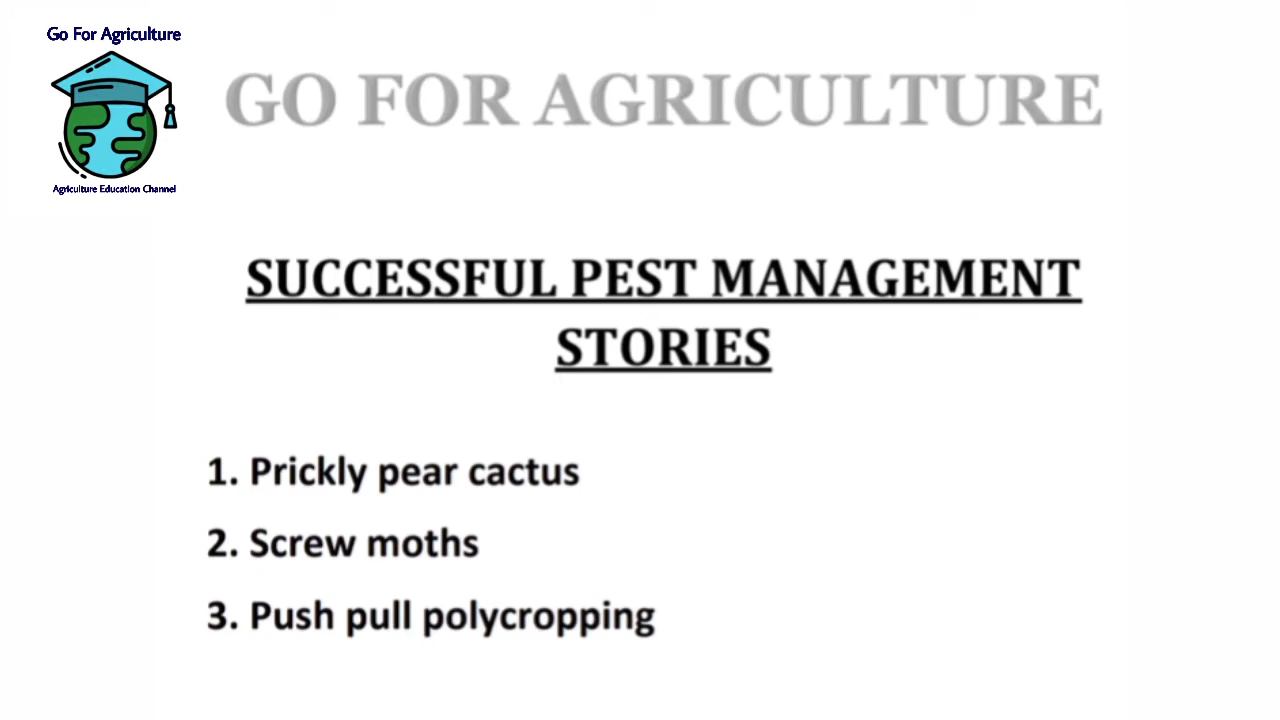 Go For Agriculture
GO FOR AGRICULTURE
Agriculture Education Channel
SUCCESSFUL PEST MANAGEMENT
STORIES
1. Prickly pear cactus
2. Screw moths
3. Push pull polycropping